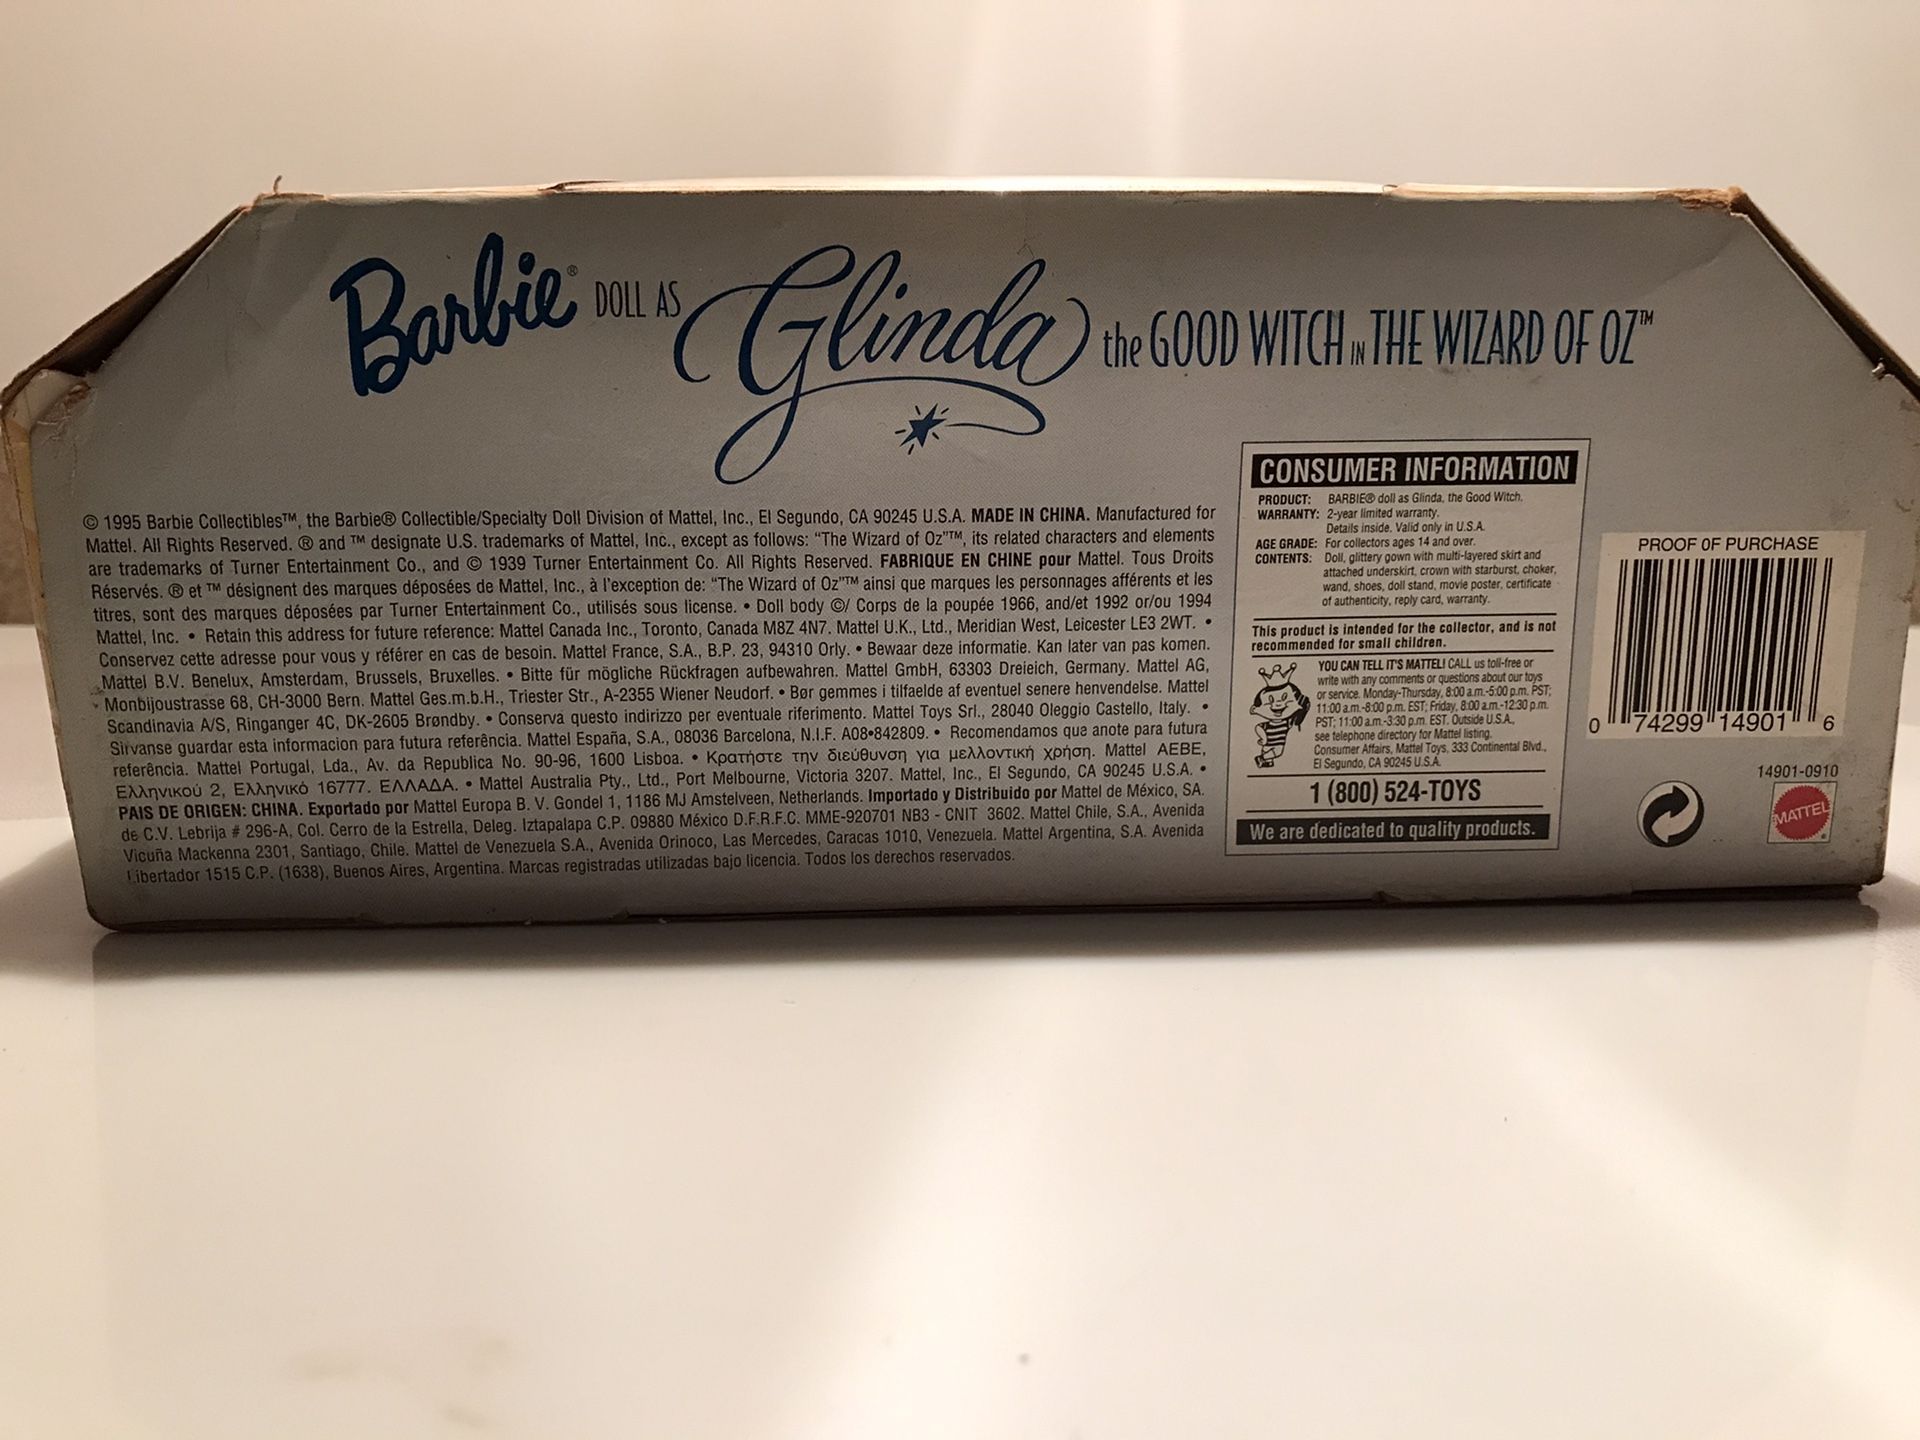 Barbie® DOLL AS Glinda the GOOD WITCH IN THE WIZARD OF OZ™
© 1995 Barbie Collectibles™, the Barbie® Collectible/Specialty Doll Division of Mattel, Inc., El Segundo, CA 90245 U.S.A. MADE IN CHINA. Manufactured for
Mattel. All Rights Reserved. ® and ™ designate U.S. trademarks of Mattel, Inc., except as follows: “The Wizard of Oz”™, its related characters and elements
are trademarks of Turner Entertainment Co., and © 1939 Turner Entertainment Co. All Rights Reserved. FABRIQUE EN CHINE pour Mattel. Tous Droits
Réservés. ® et ™ désignent des marques déposées de Mattel, Inc., à l'exception de: “The Wizard of Oz”™ ainsi que marques les personnages afférents et les
titres, sont des marques déposées par Turner Entertainment Co., utilisés sous license. • Doll body ©/ Corps de la poupée 1966, and/et 1992 or/ou 1994
Mattel, Inc. • Retain this address for future reference: Mattel Canada Inc., Toronto, Canada M8Z 4N7. Mattel U.K., Ltd., Meridian West, Leicester LE3 2WT. •
Conservez cette adresse pour vous y référer en cas de besoin. Mattel France, S.A., B.P. 23, 94310 Orly. • Bewaar deze informatie. Kan later van pas komen.
Mattel B.V. Benelux, Amsterdam, Brussels, Bruxelles. • Bitte für mögliche Rückfragen aufbewahren. Mattel GmbH, 63303 Dreieich, Germany. Mattel AG,
Monbijoustrasse 68, CH-3000 Bern. Mattel Ges.m.b.H., Triester Str., A-2355 Wiener Neudorf. • Bør gemmes i tilfaelde af eventuel senere henvendelse. Mattel
Scandinavia A/S, Ringanger 4C, DK-2605 Brøndby. • Conserva questo indirizzo per eventuale riferimento. Mattel Toys Srl., 28040 Oleggio Castello, Italy. •
Sirvanse guardar esta informacion para futura referência. Mattel España, S.A., 08036 Barcelona, N.I.F. A08•842809. • Recomendamos que anote para futura
referência. Mattel Portugal, Lda., Av. da Republica No. 90-96, 1600 Lisboa. • Κρατήστε την διεύθυνση για μελλοντική χρήση. Mattel AEBE,
Ελληνικού 2, Ελληνικό 16777. ΕΛΛΑΔΑ. • Mattel Australia Pty., Ltd., Port Melbourne, Victoria 3207. Mattel, Inc., El Segundo, CA 90245 U.S.A. •
PAIS DE ORIGEN: CHINA. Exportado por Mattel Europa B. V. Gondel 1, 1186 MJ Amstelveen, Netherlands. Importado y Distribuido por Mattel de México, SA.
de C.V. Lebrija # 296-A, Col. Cerro de la Estrella, Deleg. Iztapalapa C.P. 09880 México D.F.R.F.C. MME-920701 NB3 - CNIT 3602. Mattel Chile, S.A., Avenida
Vicuña Mackenna 2301, Santiago, Chile. Mattel de Venezuela S.A., Avenida Orinoco, Las Mercedes, Caracas 1010, Venezuela. Mattel Argentina, S.A. Avenida
Libertador 1515 C.P. (1638), Buenos Aires, Argentina. Marcas registradas utilizadas bajo licencia. Todos los derechos reservados.
CONSUMER INFORMATION
PRODUCT: BARBIE® doll as Glinda, the Good Witch.
WARRANTY: 2-year limited warranty.
Details inside. Valid only in U.S.A.
AGE GRADE: For collectors ages 14 and over.
CONTENTS: Doll, glittery gown with multi-layered skirt and
attached underskirt, crown with starburst, choker,
wand, shoes, doll stand, movie poster, certificate
of authenticity, reply card, warranty.
This product is intended for the collector, and is not
recommended for small children.
YOU CAN TELL IT'S MATTEL! CALL us toll-free or
write with any comments or questions about our toys
or service. Monday-Thursday, 8:00 a.m.-5:00 p.m. PST;
11:00 a.m.-8:00 p.m. EST; Friday, 8:00 a.m.-12:30 p.m.
PST; 11:00 a.m.-3:30 p.m. EST. Outside U.S.A.,
see telephone directory for Mattel listing.
Consumer Affairs, Mattel Toys, 333 Continental Blvd.,
El Segundo, CA 90245 U.S.A.
1 (800) 524-TOYS
We are dedicated to quality products.
PROOF OF PURCHASE
0 74299 14901 6
14901-0910
MATTEL®